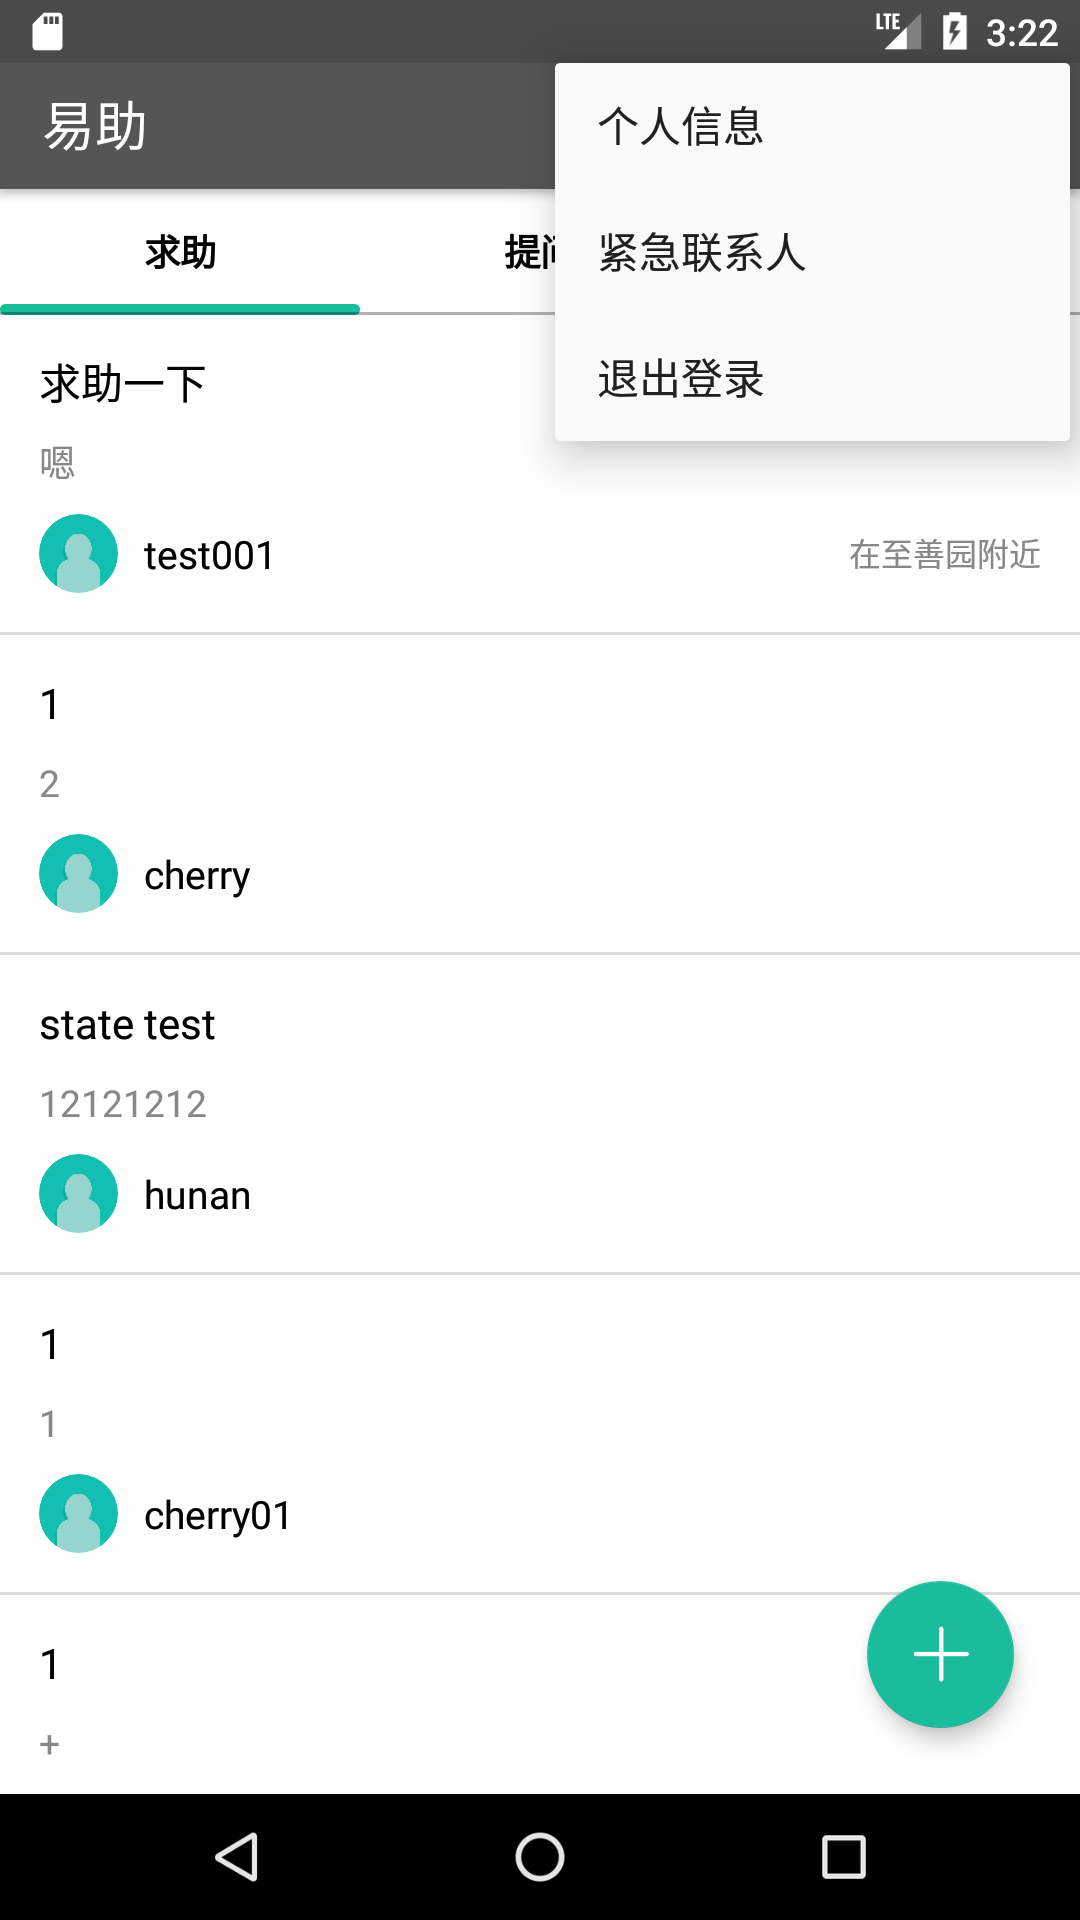 LTE 3:22
易助
个人信息
紧急联系人
退出登录
求助
提
求助一下
嗯
test001
在至善园附近
1
2
cherry
state test
12121212
hunan
1
1
cherry01
1
+